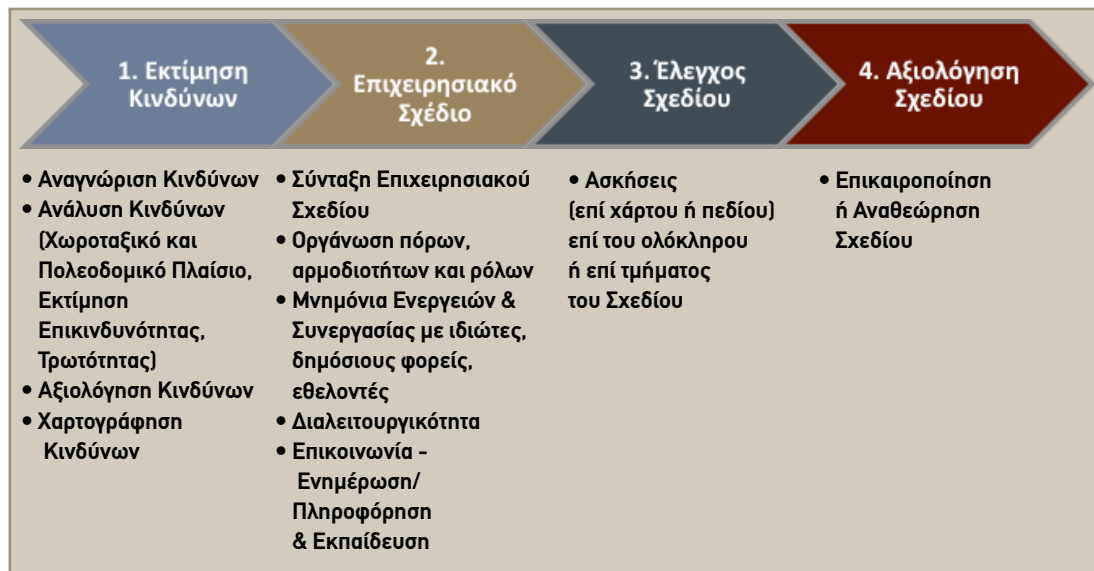 1. Εκτίμηση
Κινδύνων
2.
Επιχειρησιακό
Σχέδιο
3. Έλεγχος
Σχεδίου
4. Αξιολόγηση
Σχεδίου
• Αναγνώριση Κινδύνων
• Ανάλυση Κινδύνων
(Χωροταξικό και
Πολεοδομικό Πλαίσιο,
Εκτίμηση
Επικινδυνότητας,
Τρωτότητας)
• Αξιολόγηση Κινδύνων
• Χαρτογράφηση
Κινδύνων
• Σύνταξη Επιχειρησιακού
Σχεδίου
• Οργάνωση πόρων,
αρμοδιοτήτων και ρόλων
• Μνημόνια Ενεργειών &
Συνεργασίας με ιδιώτες,
δημόσιους φορείς,
εθελοντές
• Διαλειτουργικότητα
• Επικοινωνία -
Ενημέρωση/
Πληροφόρηση
& Εκπαίδευση
• Ασκήσεις
(επί χάρτου ή πεδίου)
επί του ολόκληρου
ή επί τμήματος
του Σχεδίου
• Επικαιροποίηση
ή Αναθεώρηση
Σχεδίου